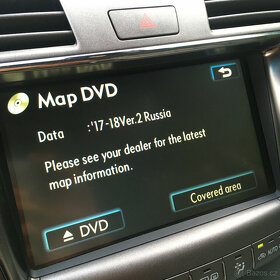 Map DVD
Data :'17-18Ver.2 Russia
Please see your dealer for the latest
map information.
Covered area
DVD